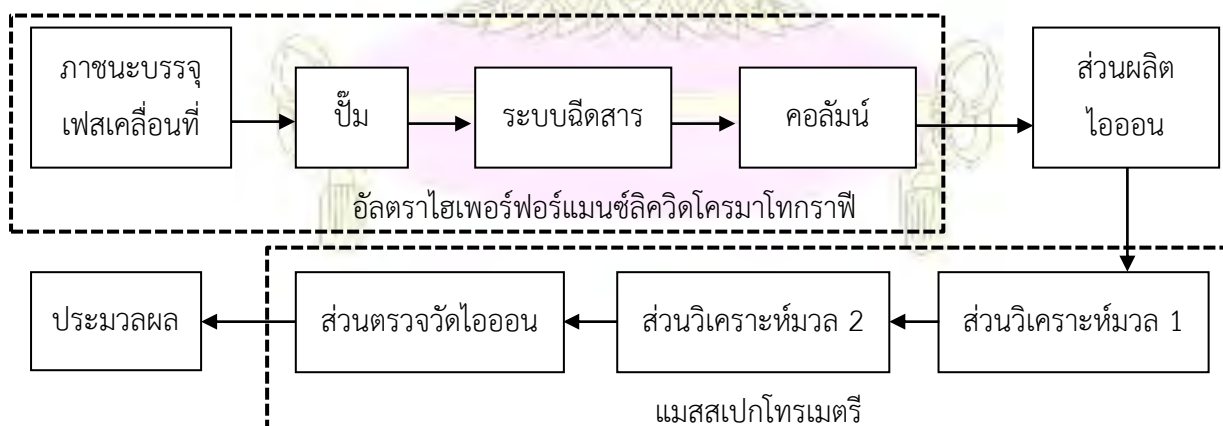 ภาชนะบรรจุ
เฟสเคลื่อนที่
ปั๊ม
ระบบฉีดสาร
คอลัมน์
ส่วนผลิต
ไอออน
อัลตราไฮเพอร์ฟอร์แมนซ์ลิควิดโครมาโทกราฟี
ประมวลผล
ส่วนตรวจวัดไอออน
ส่วนวิเคราะห์มวล 2
ส่วนวิเคราะห์มวล 1
แมสสเปกโทรเมตรี